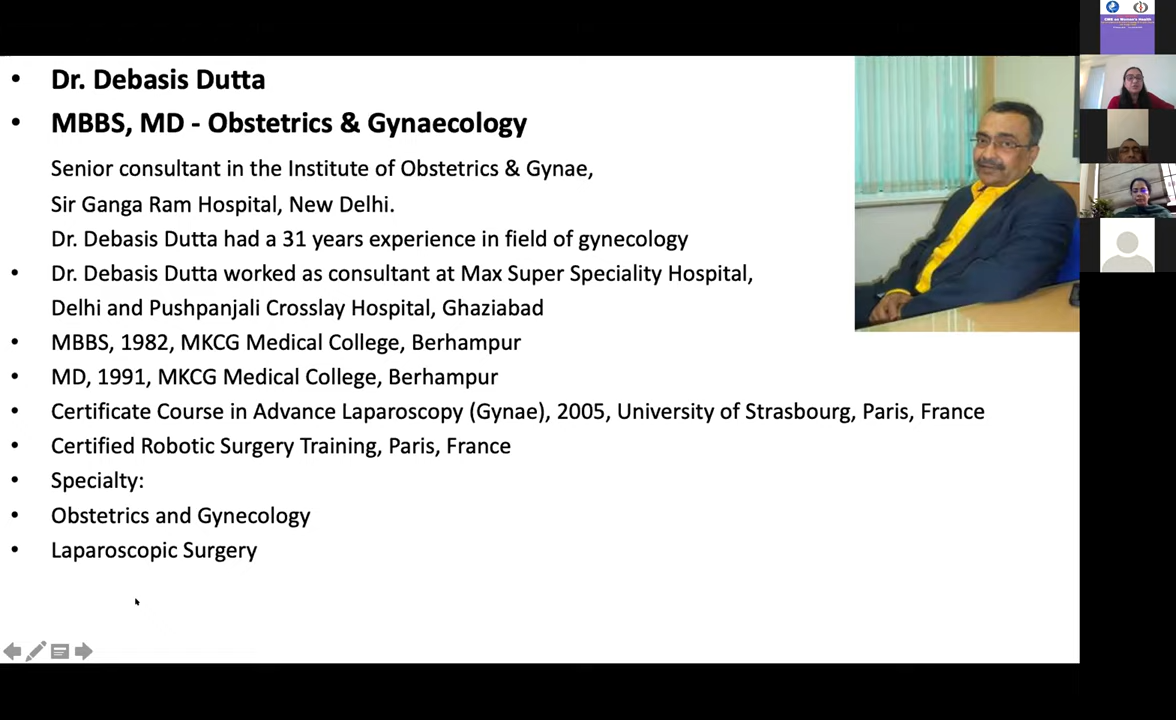 Dr. Debasis Dutta
MBBS, MD - Obstetrics & Gynaecology
Senior consultant in the Institute of Obstetrics & Gynae,
Sir Ganga Ram Hospital, New Delhi.
Dr. Debasis Dutta had a 31 years experience in field of gynecology
Dr. Debasis Dutta worked as consultant at Max Super Speciality Hospital,
Delhi and Pushpanjali Crosslay Hospital, Ghaziabad
MBBS, 1982, MKCG Medical College, Berhampur
MD, 1991, MKCG Medical College, Berhampur
Certificate Course in Advance Laparoscopy (Gynae), 2005, University of Strasbourg, Paris, France
Certified Robotic Surgery Training, Paris, France
Specialty:
Obstetrics and Gynecology
Laparoscopic Surgery
CME on Women's Health